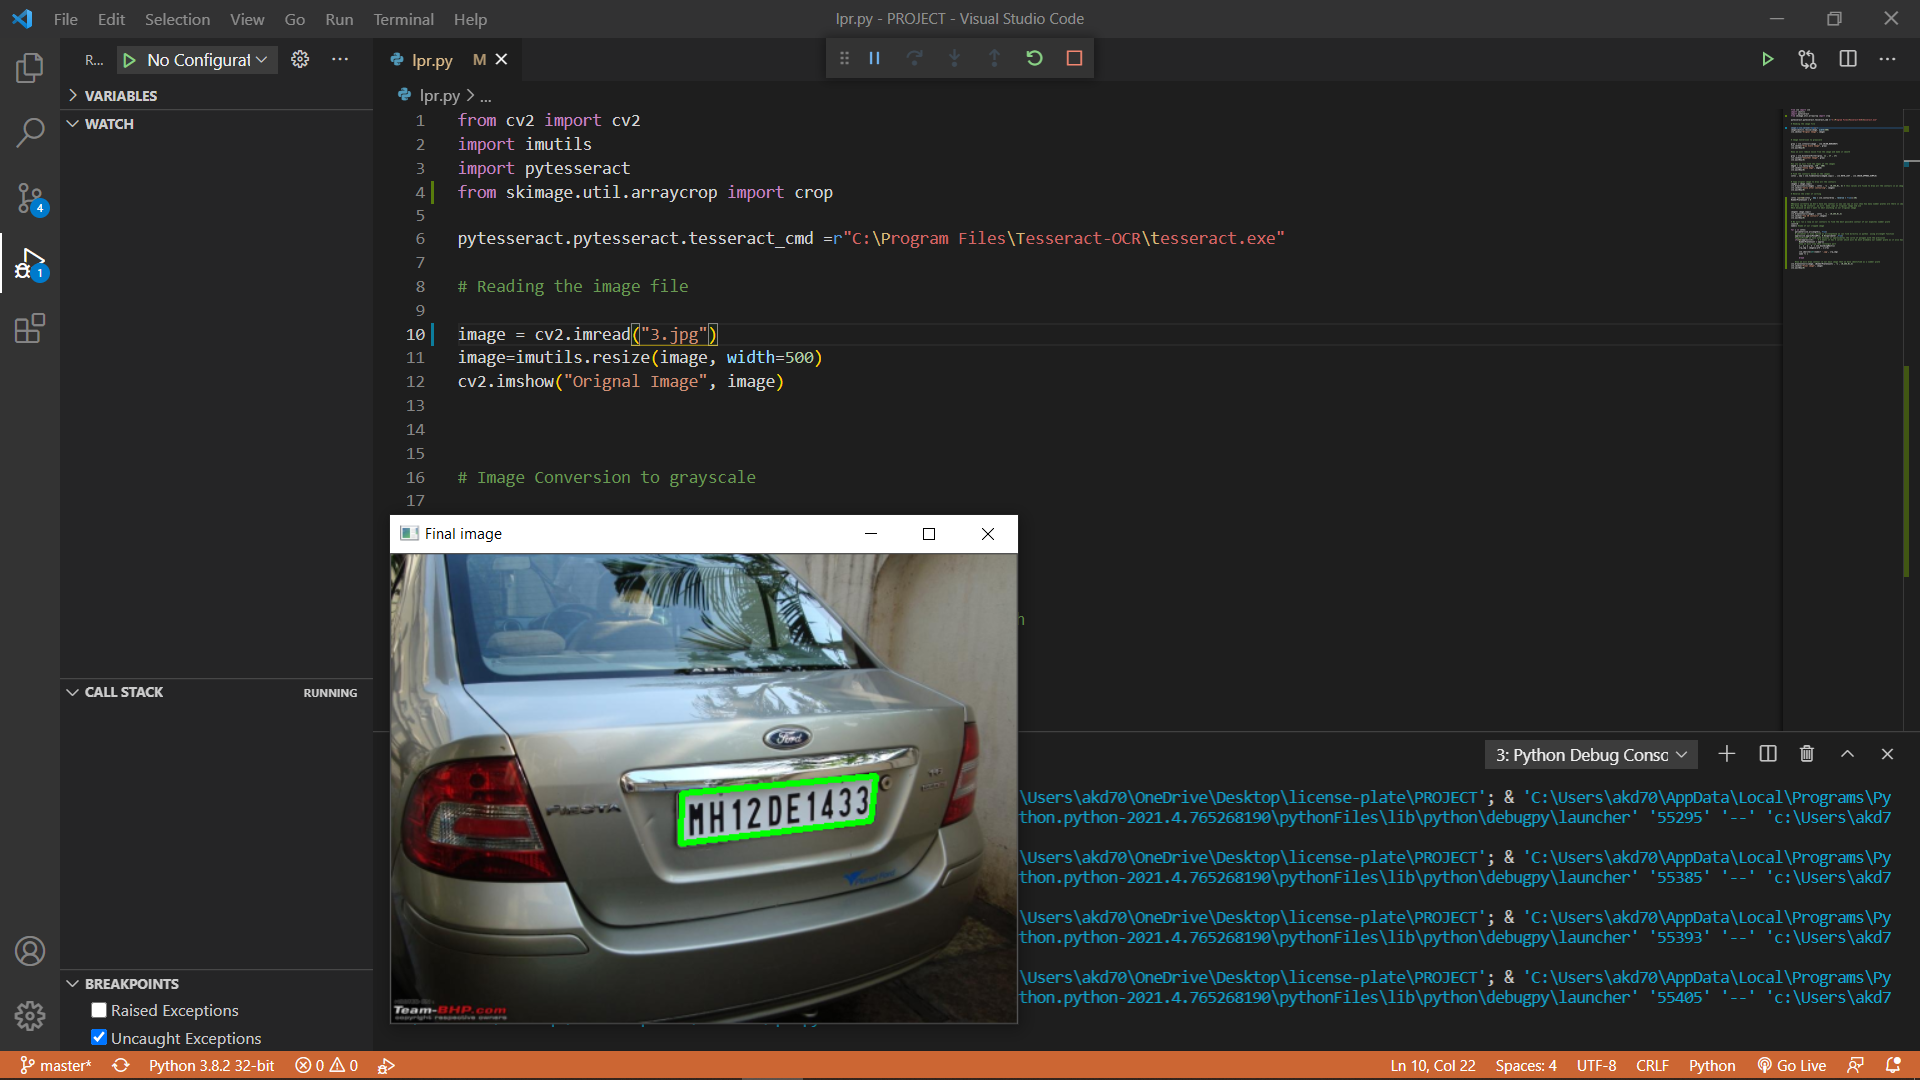 File Edit Selection View Go Run Terminal Help
lpr.py - PROJECT - Visual Studio Code
R... No Configurat
lpr.py M
VARIABLES
WATCH
lpr.py > ...
1 from cv2 import cv2
2 import imutils
3 import pytesseract
4 from skimage.util.arraycrop import crop
5
6 pytesseract.pytesseract.tesseract_cmd =r"C:\Program Files\Tesseract-OCR\tesseract.exe"
7
8 # Reading the image file
9
10 image = cv2.imread("3.jpg")
11 image=imutils.resize(image, width=500)
12 cv2.imshow("Orignal Image", image)
13
14
15
16 # Image Conversion to grayscale
17
4
1
Final image
n
Ford
FIESTA
MH12DE1433
Team-BHP.com
copyright respective owners
CALL STACK RUNNING
3: Python Debug Consc
\Users\akd70\OneDrive\Desktop\license-plate\PROJECT'; & 'C:\Users\akd70\AppData\Local\Programs\Py
thon.python-2021.4.765268190\pythonFiles\lib\python\debugpy\launcher' '55295' '--' 'c:\Users\akd7
\Users\akd70\OneDrive\Desktop\license-plate\PROJECT'; & 'C:\Users\akd70\AppData\Local\Programs\Py
thon.python-2021.4.765268190\pythonFiles\lib\python\debugpy\launcher' '55385' '--' 'c:\Users\akd7
\Users\akd70\OneDrive\Desktop\license-plate\PROJECT'; & 'C:\Users\akd70\AppData\Local\Programs\Py
thon.python-2021.4.765268190\pythonFiles\lib\python\debugpy\launcher' '55393' '--' 'c:\Users\akd7
\Users\akd70\OneDrive\Desktop\license-plate\PROJECT'; & 'C:\Users\akd70\AppData\Local\Programs\Py
thon.python-2021.4.765268190\pythonFiles\lib\python\debugpy\launcher' '55405' '--' 'c:\Users\akd7
BREAKPOINTS
Raised Exceptions
Uncaught Exceptions
master* Python 3.8.2 32-bit 0 0 Ln 10, Col 22 Spaces: 4 UTF-8 CRLF Python Go Live